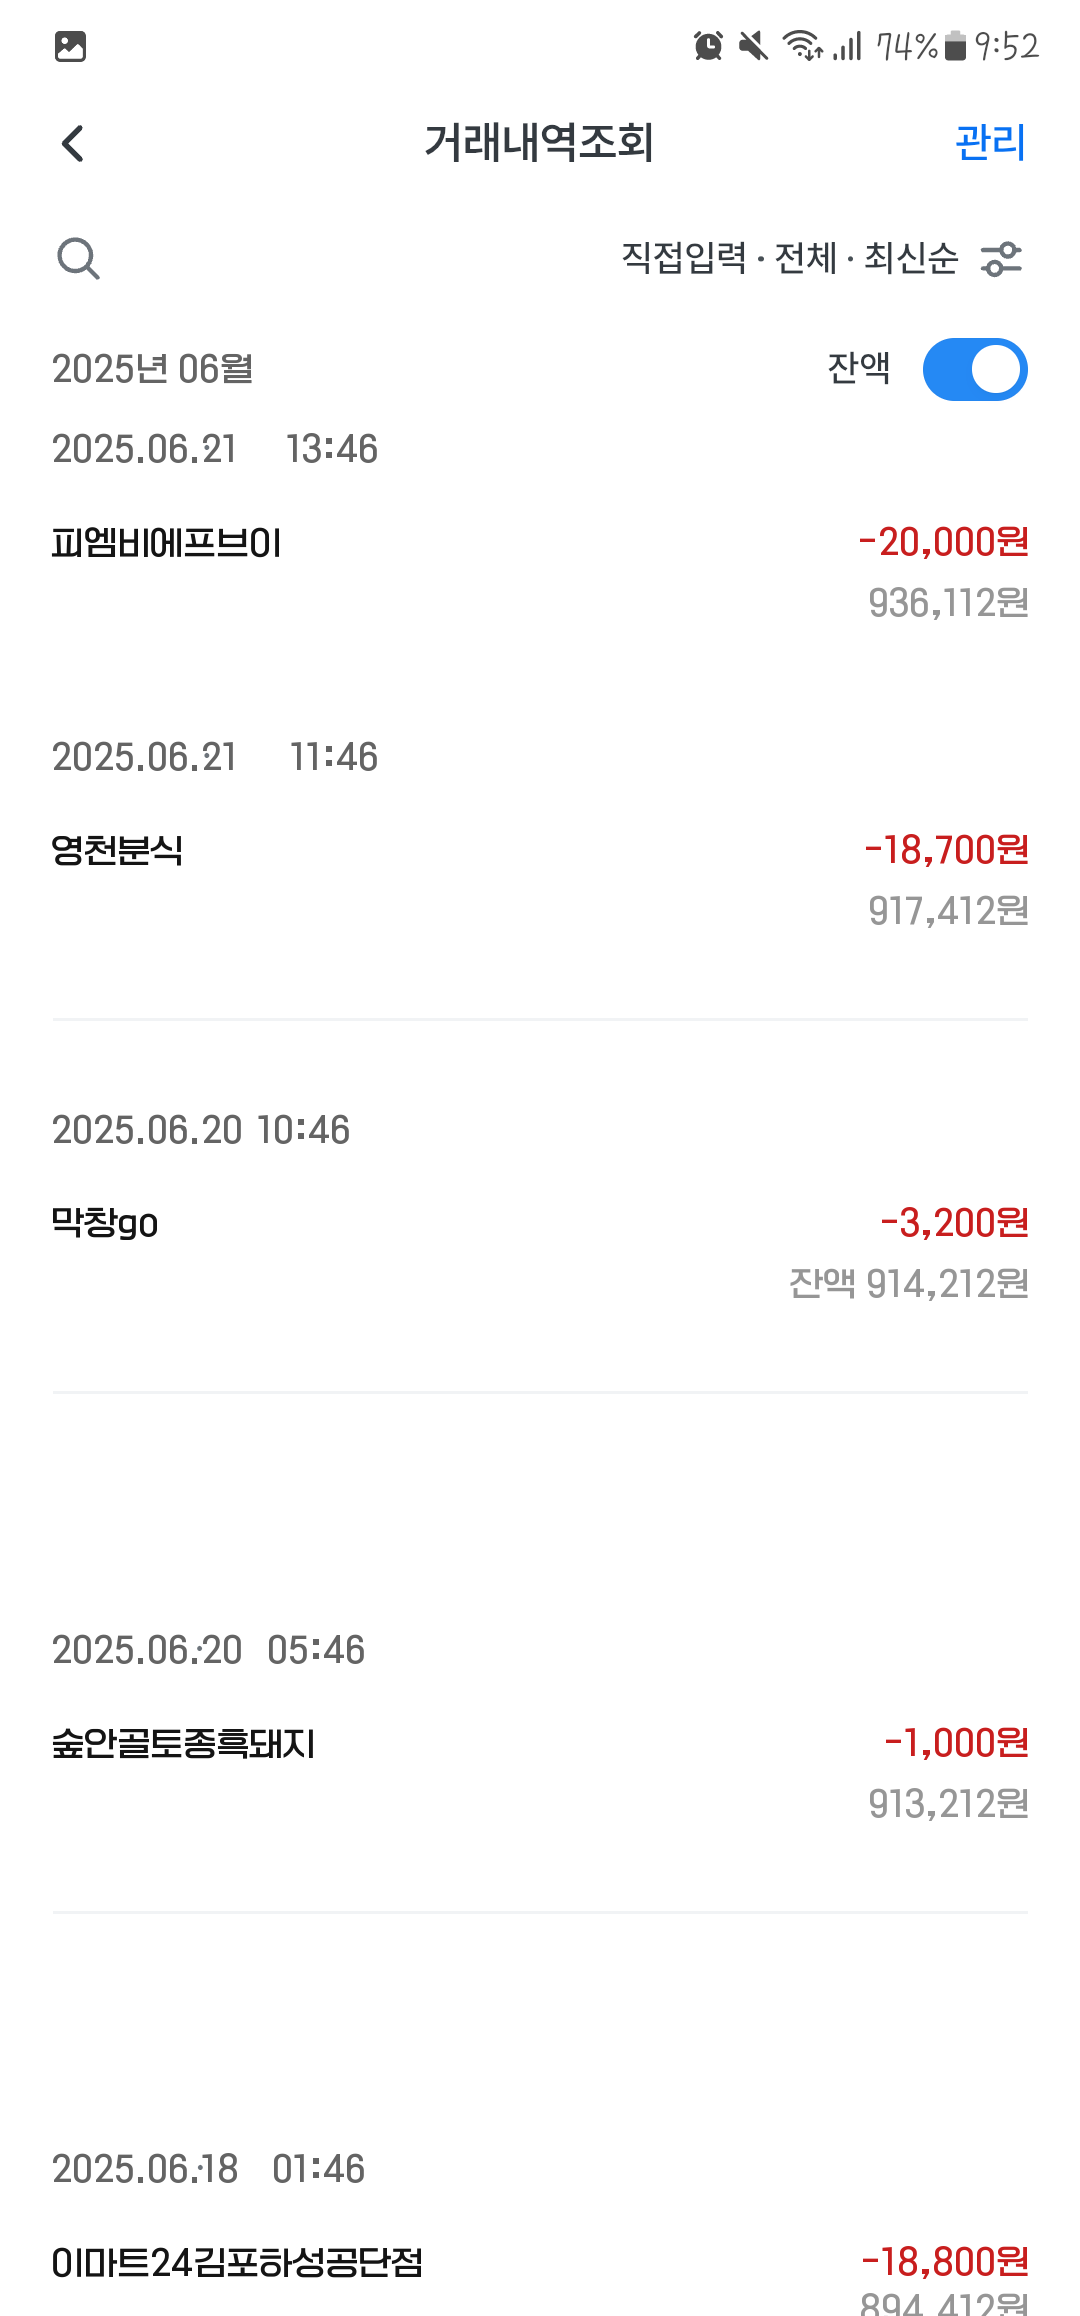 74% 9:52
거래내역조회 관리
직접입력 · 전체 · 최신순
2025년 06월 잔액
2025.06.21 13:46
피엠비에프브이 -20,000원
936,112원
2025.06.21 11:46
영천분식 -18,700원
917,412원
2025.06.20 10:46
막창go -3,200원
잔액 914,212원
2025.06.20 05:46
숲안골토종흑돼지 -1,000원
913,212원
2025.06.18 01:46
이마트24김포하성공단점 -18,800원
894,412원